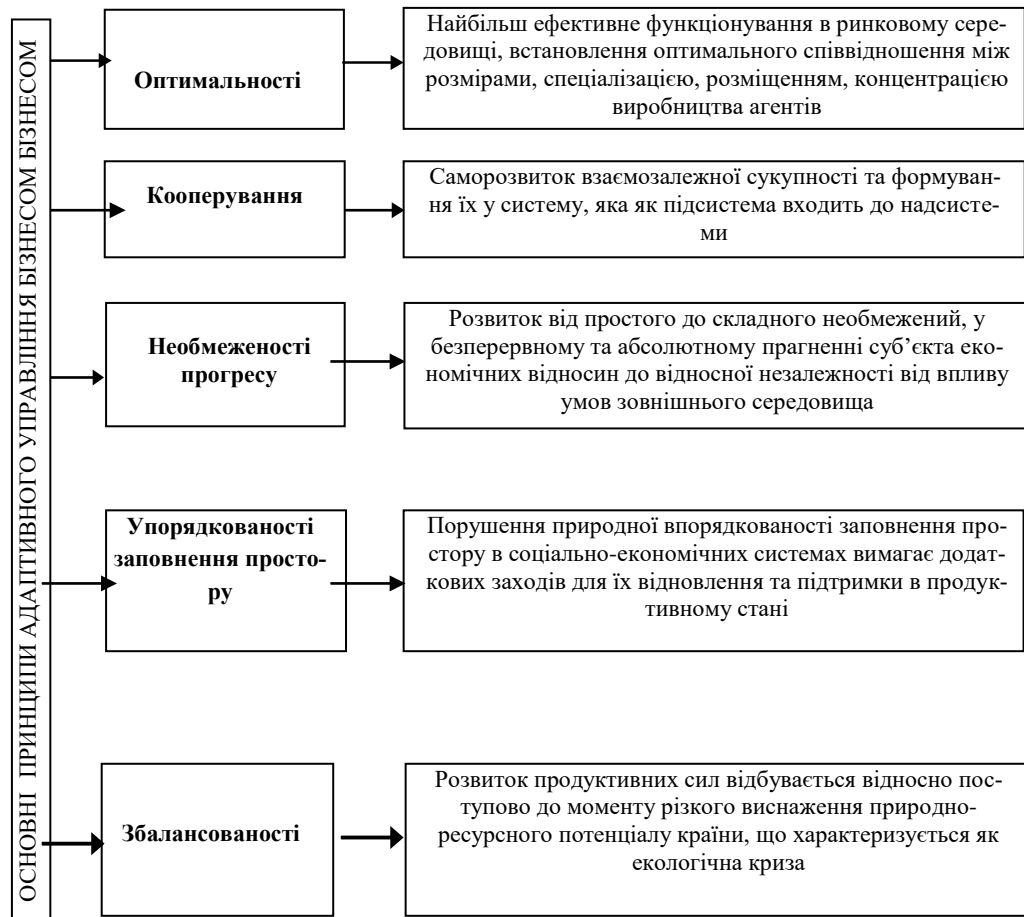 ОСНОВНІ ПРИНЦИПИ АДАПТИВНОГО УПРАВЛІННЯ БІЗНЕСОМ БІЗНЕСОМ
Оптимальності
Найбільш ефективне функціонування в ринковому сере-
довищі, встановлення оптимального співвідношення між
розмірами, спеціалізацією, розміщенням, концентрацією
виробництва агентів
Кооперування
Саморозвиток взаємозалежної сукупності та формуван-
ня їх у систему, яка як підсистема входить до надсисте-
ми
Необмеженості
прогресу
Розвиток від простого до складного необмежений, у
безперервному та абсолютному прагненні суб’єкта еко-
номічних відносин до відносної незалежності від впливу
умов зовнішнього середовища
Упорядкованості
заповнення просто-
ру
Порушення природної впорядкованості заповнення про-
стору в соціально-економічних системах вимагає додат-
кових заходів для їх відновлення та підтримки в продук-
тивному стані
Збалансованості
Розвиток продуктивних сил відбувається відносно пос-
тупово до моменту різкого виснаження природно-
ресурсного потенціалу країни, що характеризується як
екологічна криза